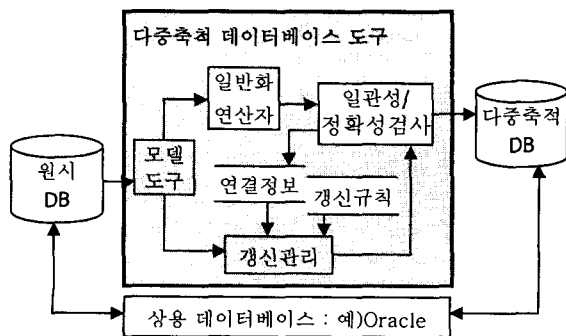 다중축척 데이터베이스 도구
일반화
연산자
일관성/
정확성검사
다중축적
DB
원시
DB
모델
도구
연결정보
갱신규칙
갱신관리
상용 데이터베이스 : 예)Oracle